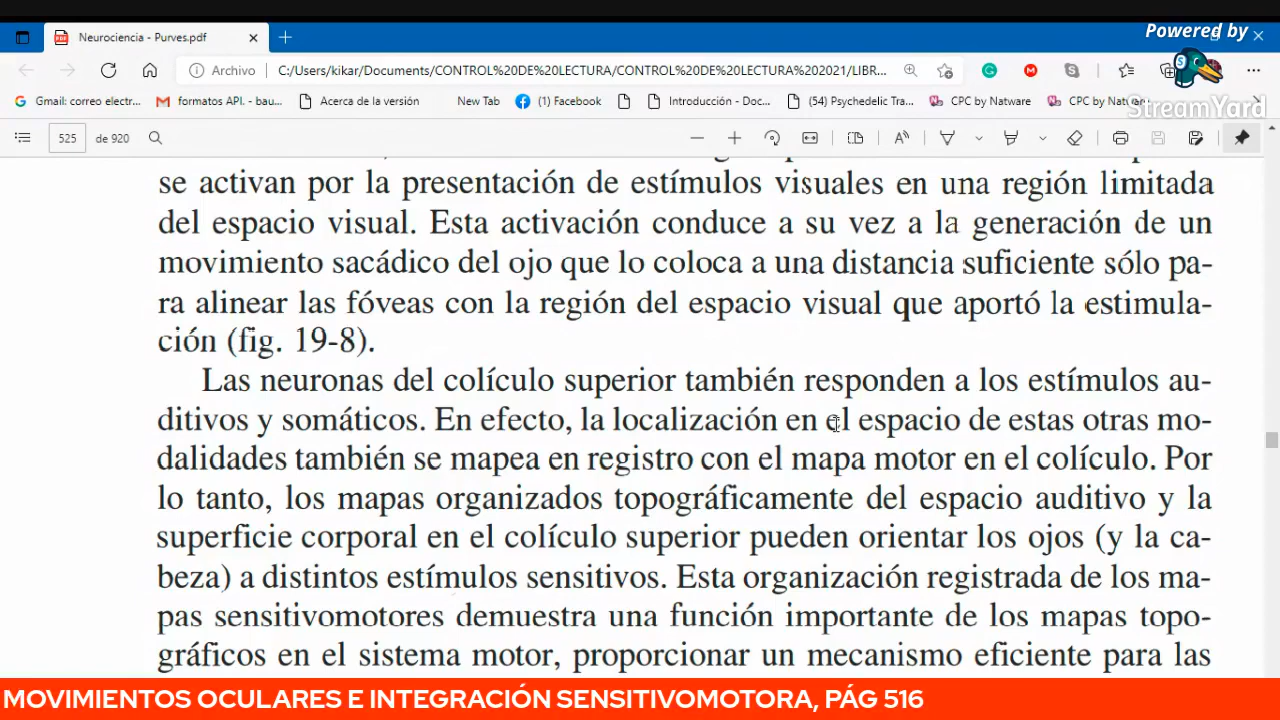 Powered by
Neurociencia - Purves.pdf
Archivo
C:/Users/kikar/Documents/CONTROL%20DE%20LECTURA/CONTROL%20DE%20LECTURA%202021/LIBR...
Gmail: correo electr...
formatos API. - bau...
Acerca de la versión
New Tab
(1) Facebook
Introducción - Doc...
(54) Psychedelic Tra...
CPC by Natware
CPC by Natware
StreamYard
525
de 920
se activan por la presentación de estímulos visuales en una región limitada
del espacio visual. Esta activación conduce a su vez a la generación de un
movimiento sacádico del ojo que lo coloca a una distancia suficiente sólo pa-
ra alinear las fóveas con la región del espacio visual que aportó la estimula-
ción (fig. 19-8).
Las neuronas del colículo superior también responden a los estímulos au-
ditivos y somáticos. En efecto, la localización en el espacio de estas otras mo-
dalidades también se mapea en registro con el mapa motor en el colículo. Por
lo tanto, los mapas organizados topográficamente del espacio auditivo y la
superficie corporal en el colículo superior pueden orientar los ojos (y la ca-
beza) a distintos estímulos sensitivos. Esta organización registrada de los ma-
pas sensitivomotores demuestra una función importante de los mapas topo-
gráficos en el sistema motor, proporcionar un mecanismo eficiente para las
MOVIMIENTOS OCULARES E INTEGRACIÓN SENSITIVOMOTORA, PÁG 516